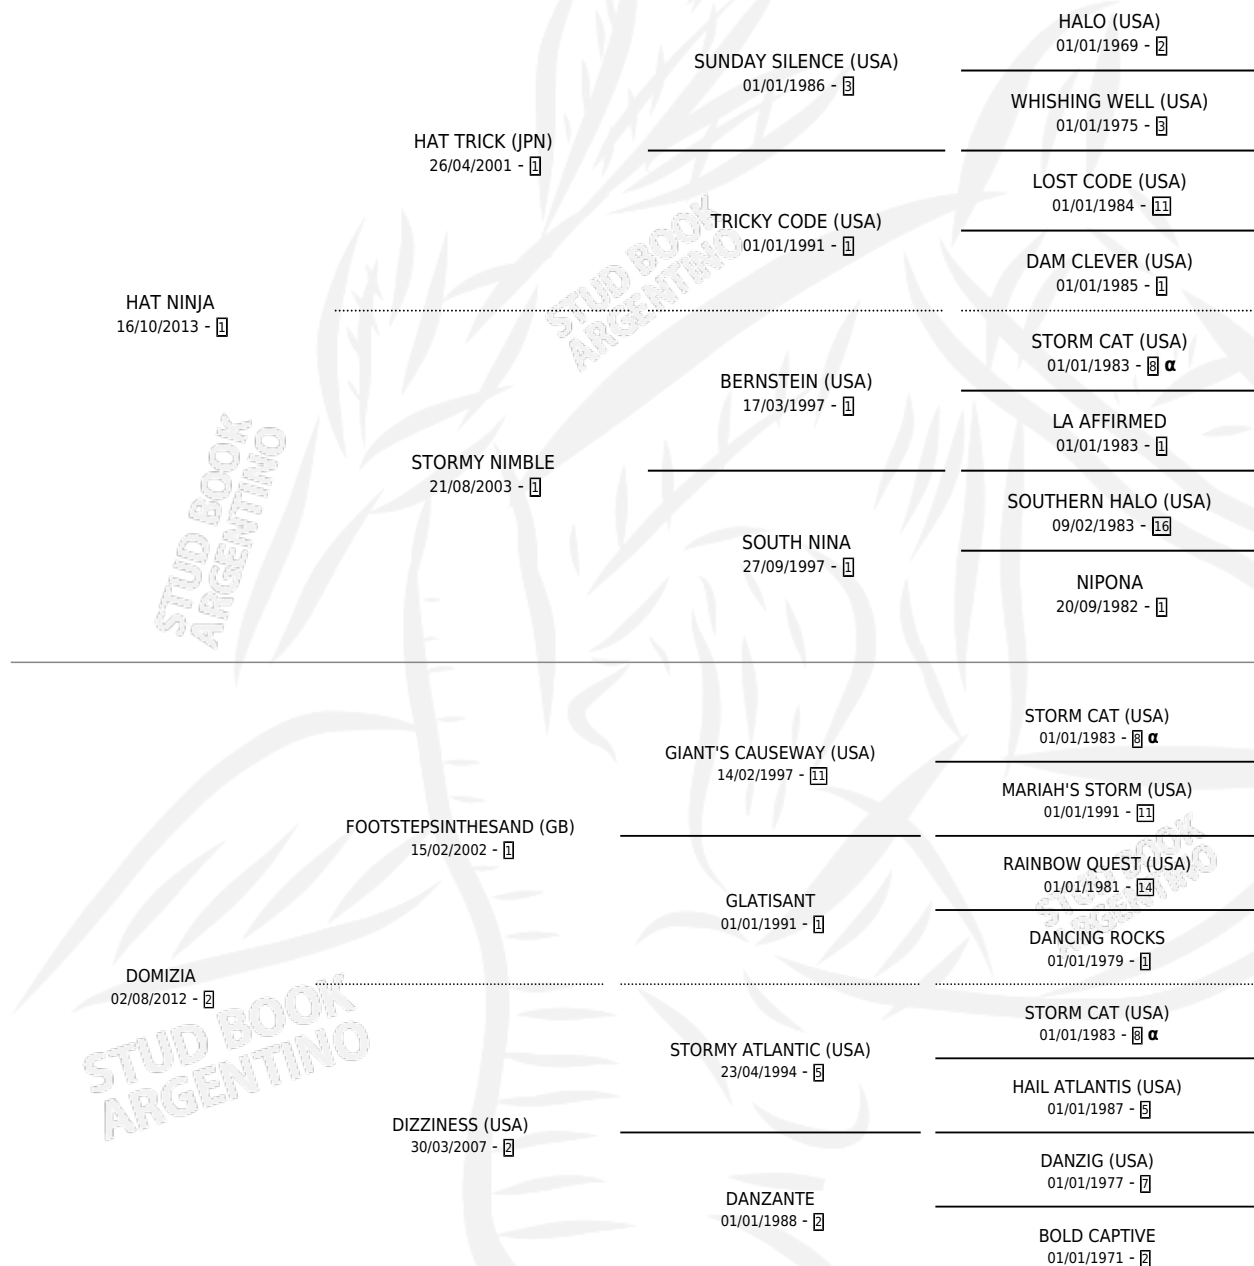 HALO (USA)
01/01/1969 - 2
SUNDAY SILENCE (USA)
01/01/1986 - 3
WHISHING WELL (USA)
01/01/1975 - 3
HAT TRICK (JPN)
26/04/2001 - 1
LOST CODE (USA)
01/01/1984 - 11
TRICKY CODE (USA)
01/01/1991 - 1
DAM CLEVER (USA)
01/01/1985 - 1
HAT NINJA
16/10/2013 - 1
STORM CAT (USA)
01/01/1983 - 8 α
BERNSTEIN (USA)
17/03/1997 - 1
LA AFFIRMED
01/01/1983 - 1
STORMY NIMBLE
21/08/2003 - 1
SOUTHERN HALO (USA)
09/02/1983 - 16
SOUTH NINA
27/09/1997 - 1
NIPONA
20/09/1982 - 1
STORM CAT (USA)
01/01/1983 - 8 α
GIANT'S CAUSEWAY (USA)
14/02/1997 - 11
MARIAH'S STORM (USA)
01/01/1991 - 11
FOOTSTEPSINTHESAND (GB)
15/02/2002 - 1
RAINBOW QUEST (USA)
01/01/1981 - 14
GLATISANT
01/01/1991 - 1
DANCING ROCKS
01/01/1979 - 1
DOMIZIA
02/08/2012 - 2
STORM CAT (USA)
01/01/1983 - 8 α
STORMY ATLANTIC (USA)
23/04/1994 - 5
HAIL ATLANTIS (USA)
01/01/1987 - 5
DIZZINESS (USA)
30/03/2007 - 2
DANZIG (USA)
01/01/1977 - 7
DANZANTE
01/01/1988 - 2
BOLD CAPTIVE
01/01/1971 - 2
STUD BOOK
ARGENTINO
STUD BOOK
ARGENTINO
STUD BOOK
ARGENTINO
STUD BOOK
ARGENTINO